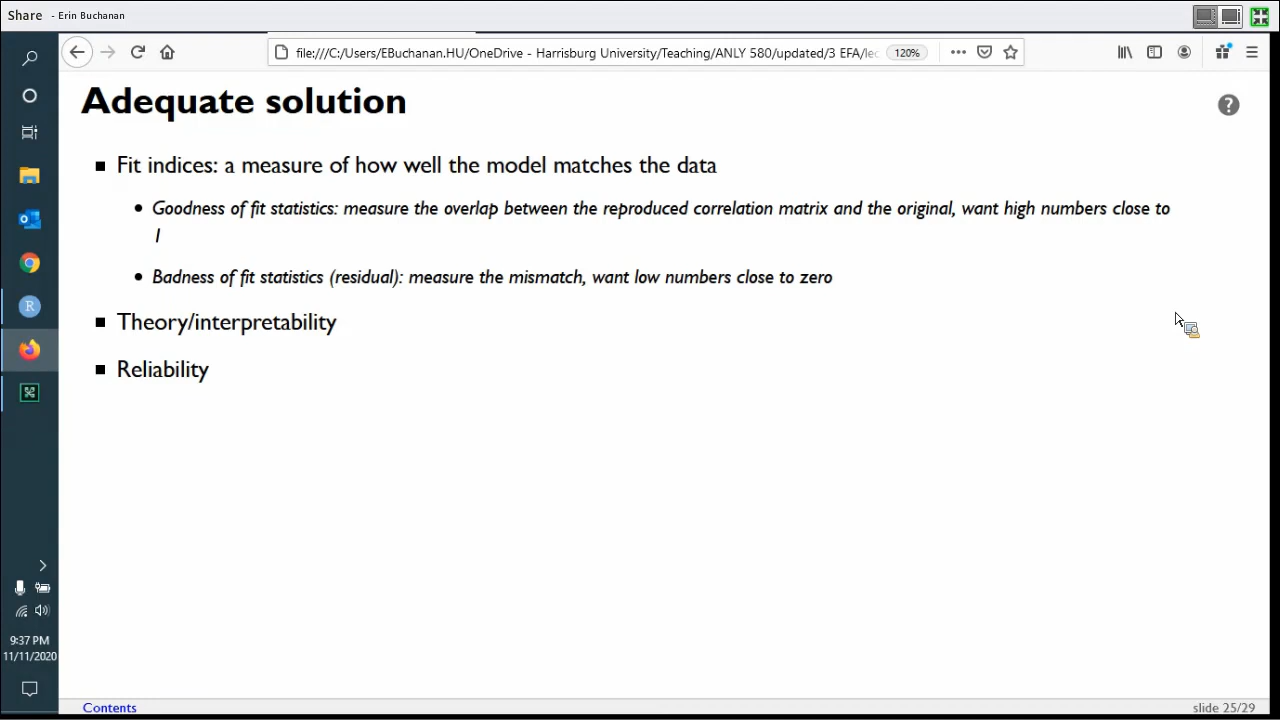 Share - Erin Buchanan
file:///C:/Users/EBuchanan.HU/OneDrive - Harrisburg University/Teaching/ANLY 580/updated/3 EFA/lec
120%
Adequate solution
?
Fit indices: a measure of how well the model matches the data
Goodness of fit statistics: measure the overlap between the reproduced correlation matrix and the original, want high numbers close to
1
Badness of fit statistics (residual): measure the mismatch, want low numbers close to zero
Theory/interpretability
Reliability
R
9:37 PM
11/11/2020
Contents
slide 25/29